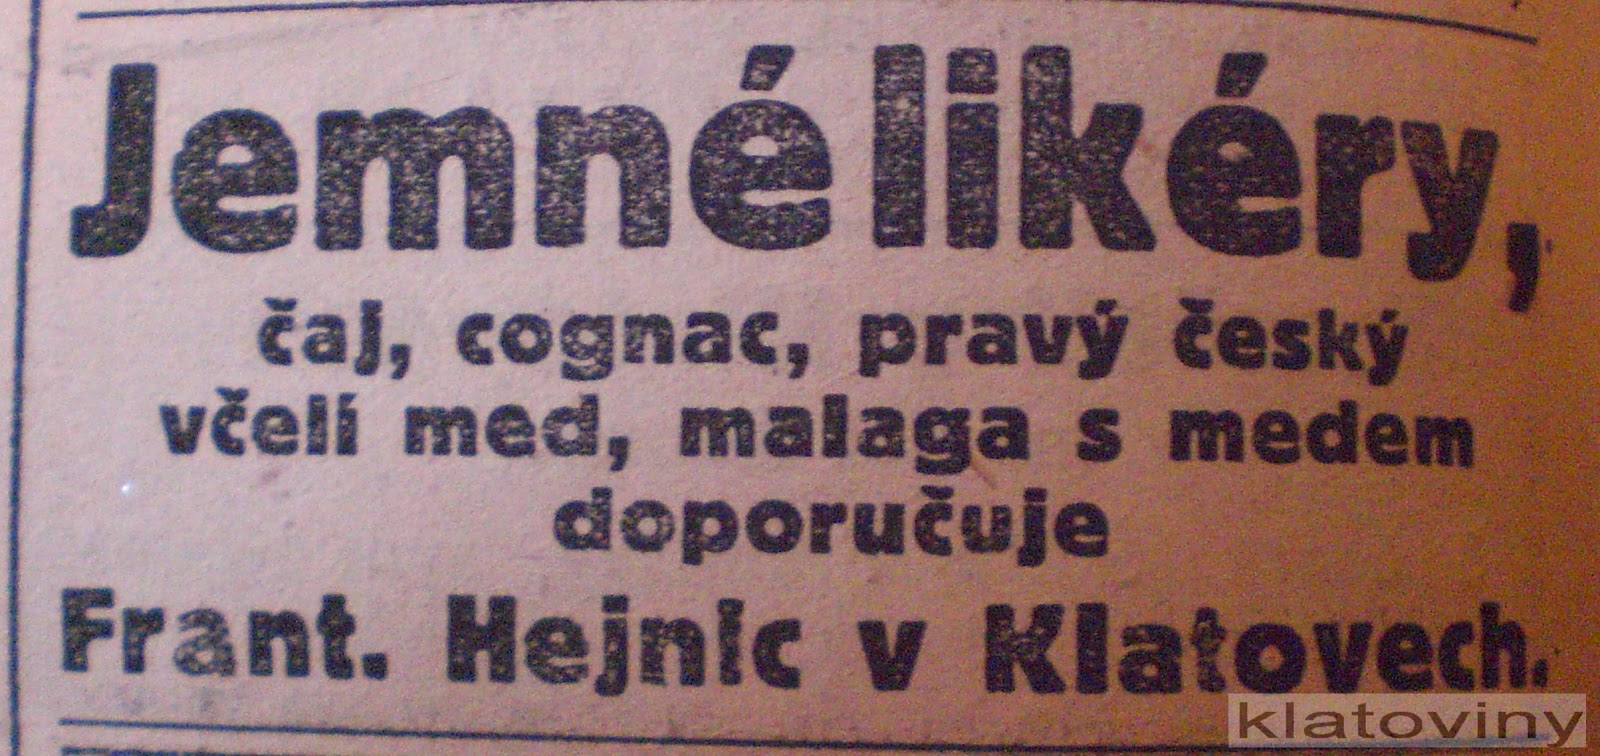 Jemné likéry,
čaj, cognac, pravý český
včelí med, malaga s medem
doporučuje
Frant. Hejnic v Klatovech.
klatoviny